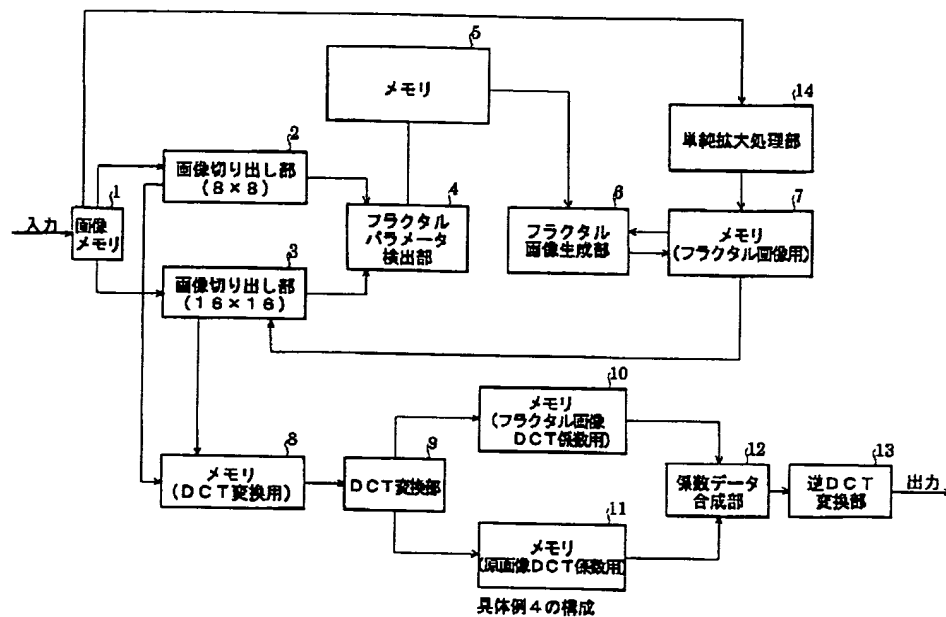 5
メモリ
14
単純拡大処理部
2
画像切り出し部
(8×8)
1
入力
画像
メモリ
4
フラクタル
パラメータ
検出部
6
フラクタル
画像生成部
7
メモリ
(フラクタル画像用)
3
画像切り出し部
(16×16)
10
メモリ
(フラクタル画像
DCT係数用)
8
メモリ
(DCT変換用)
9
DCT変換部
12
係数データ
合成部
13
逆DCT
変換部
出力
11
メモリ
(原画像DCT係数用)
具体例4の構成